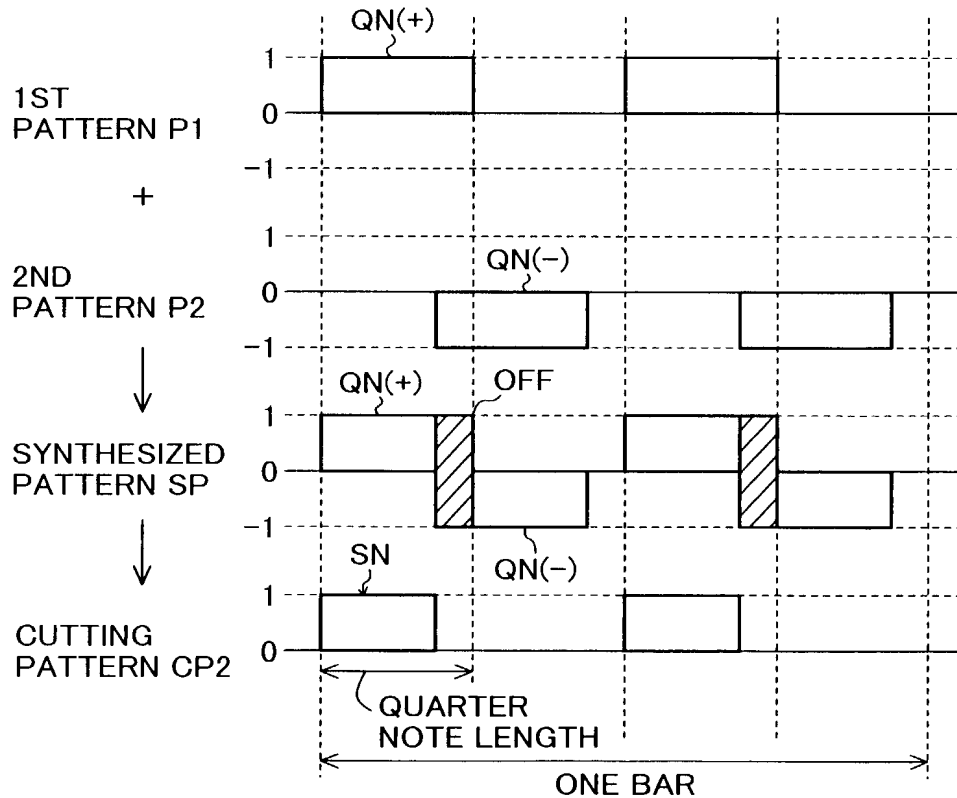 QN(+)
1
1ST
PATTERN P1
0
−1
+
1
2ND
PATTERN P2
QN(−)
0
−1
QN(+)
OFF
1
SYNTHESIZED
PATTERN SP
0
−1
SN
QN(−)
1
CUTTING
PATTERN CP2
0
QUARTER
NOTE LENGTH
ONE BAR